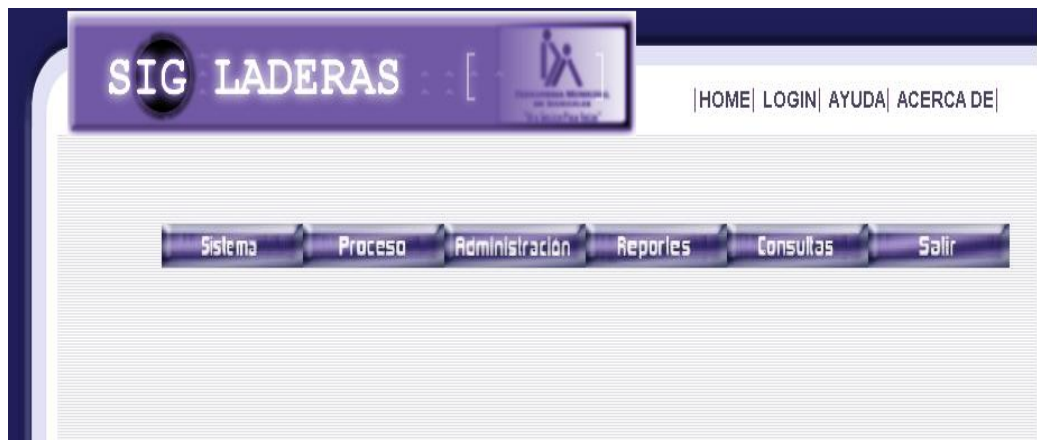 SIG LADERAS :: [ ]
|HOME| LOGIN| AYUDA| ACERCA DE|
Sistema Proceso Administración Reportes Consultas Salir